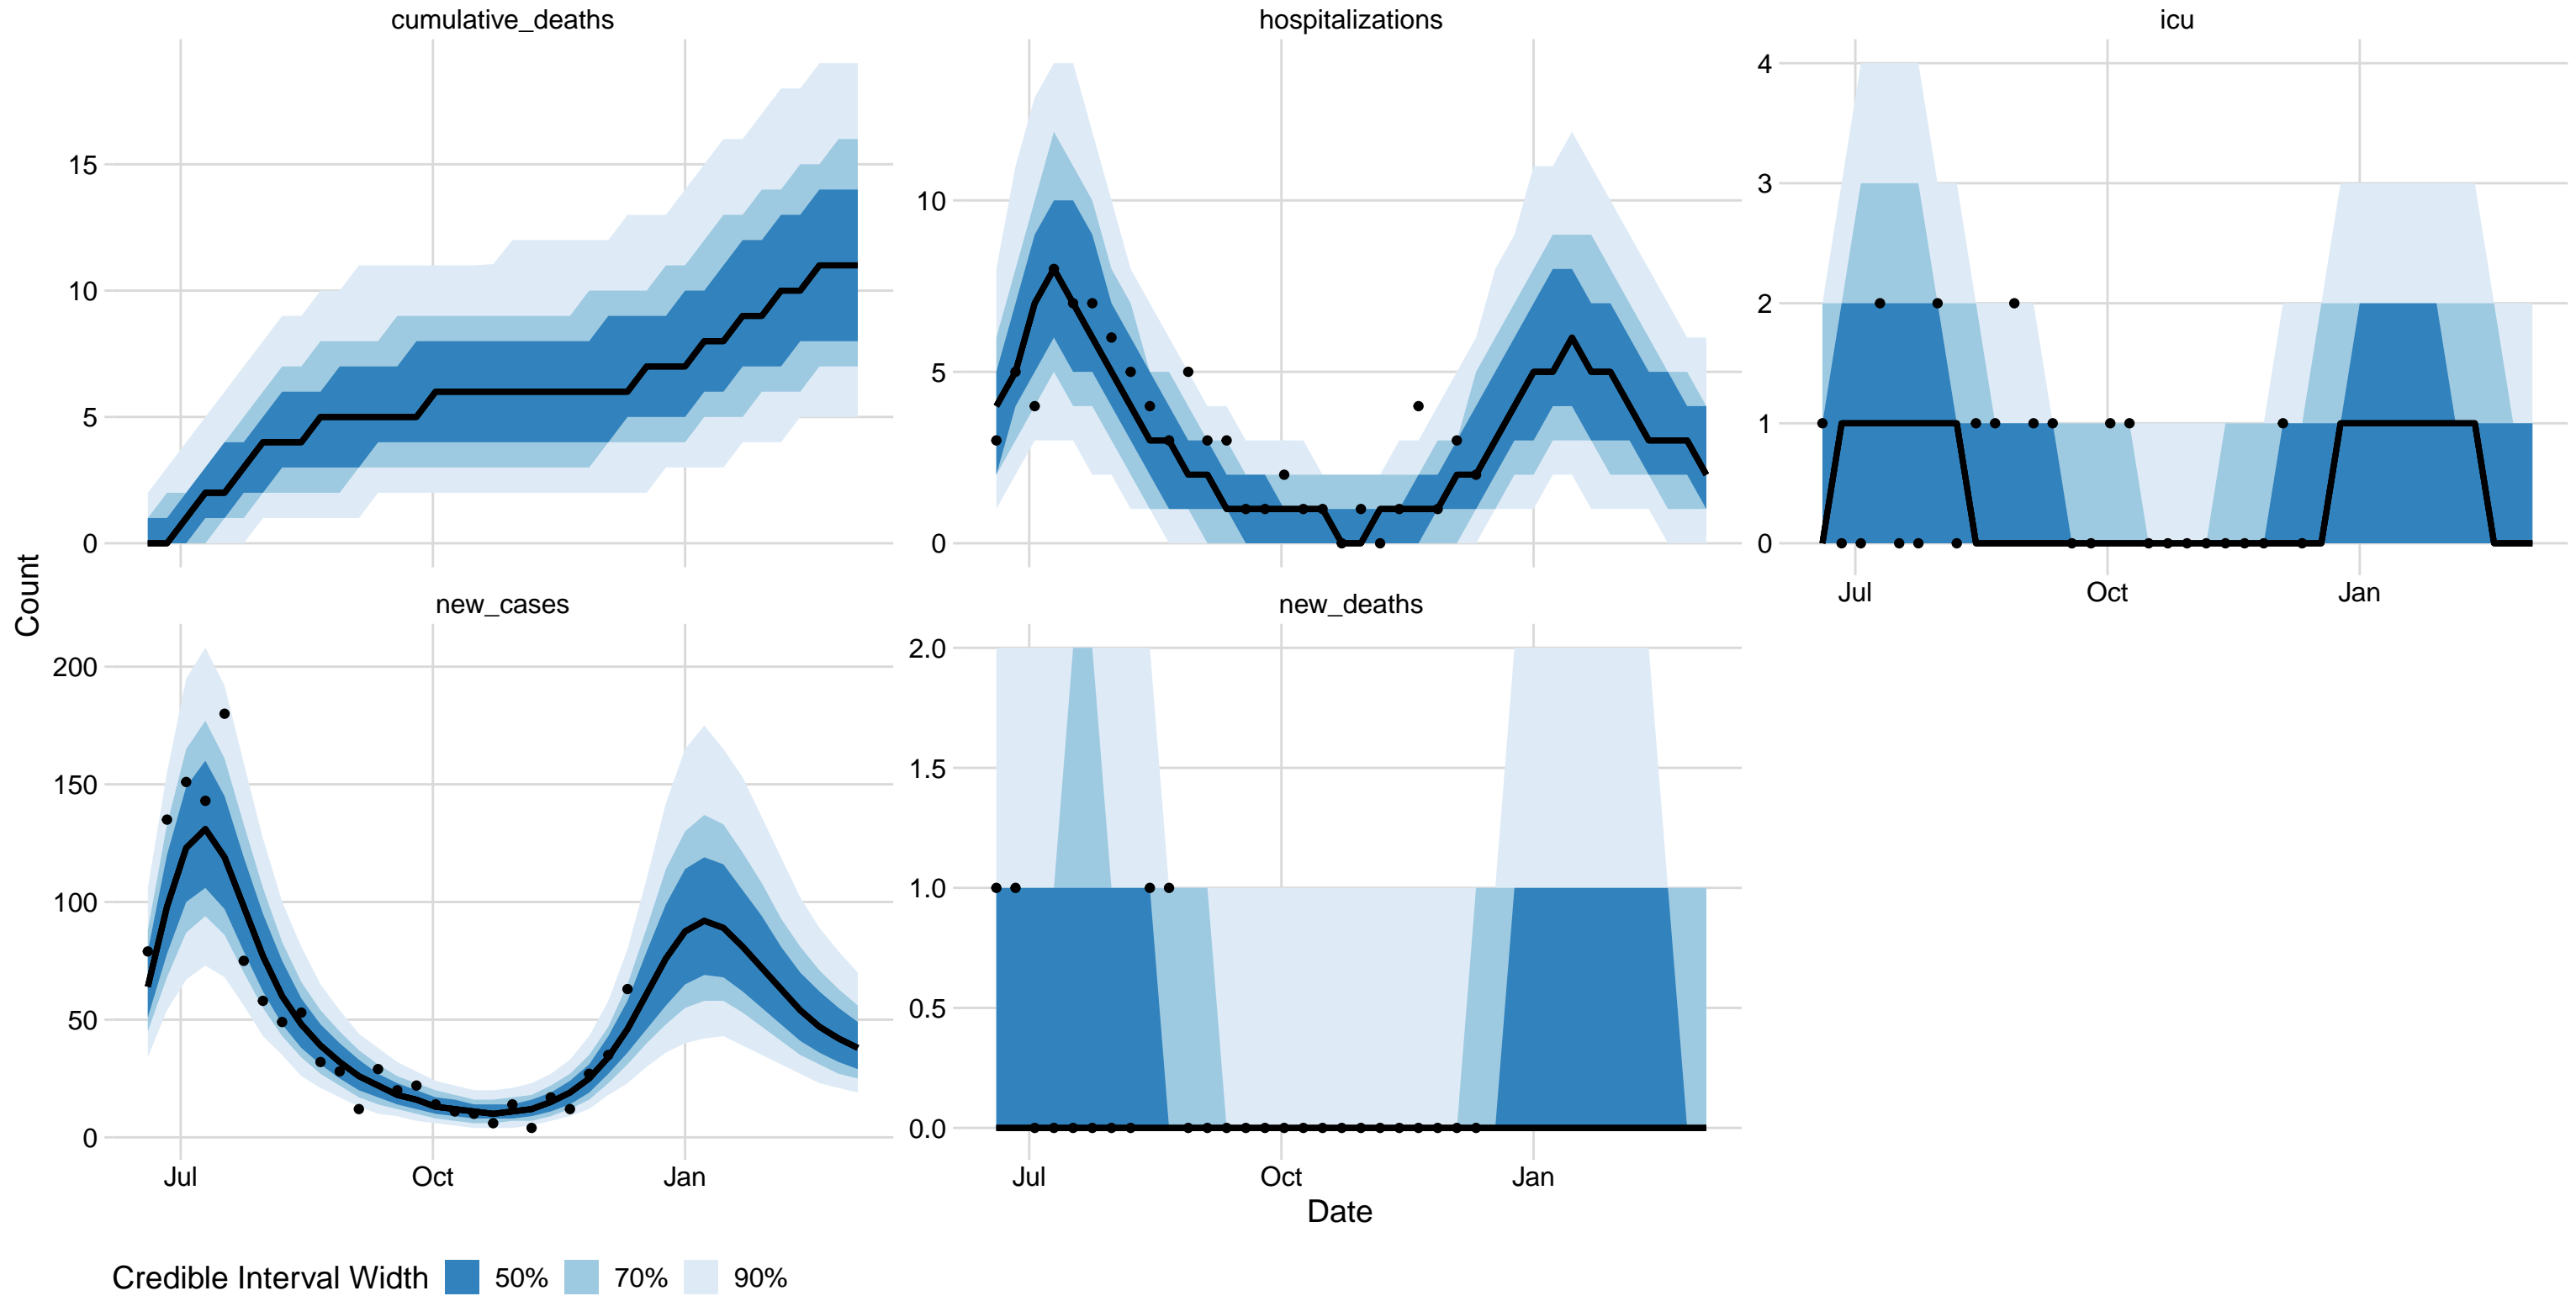 cumulative_deaths
hospitalizations
icu
15
10
5
0
10
5
0
4
3
2
1
0
Jul Oct Jan
Count
new_cases
new_deaths
200
150
100
50
0
2.0
1.5
1.0
0.5
0.0
Jul Oct Jan
Jul Oct Jan
Date
Credible Interval Width 50% 70% 90%